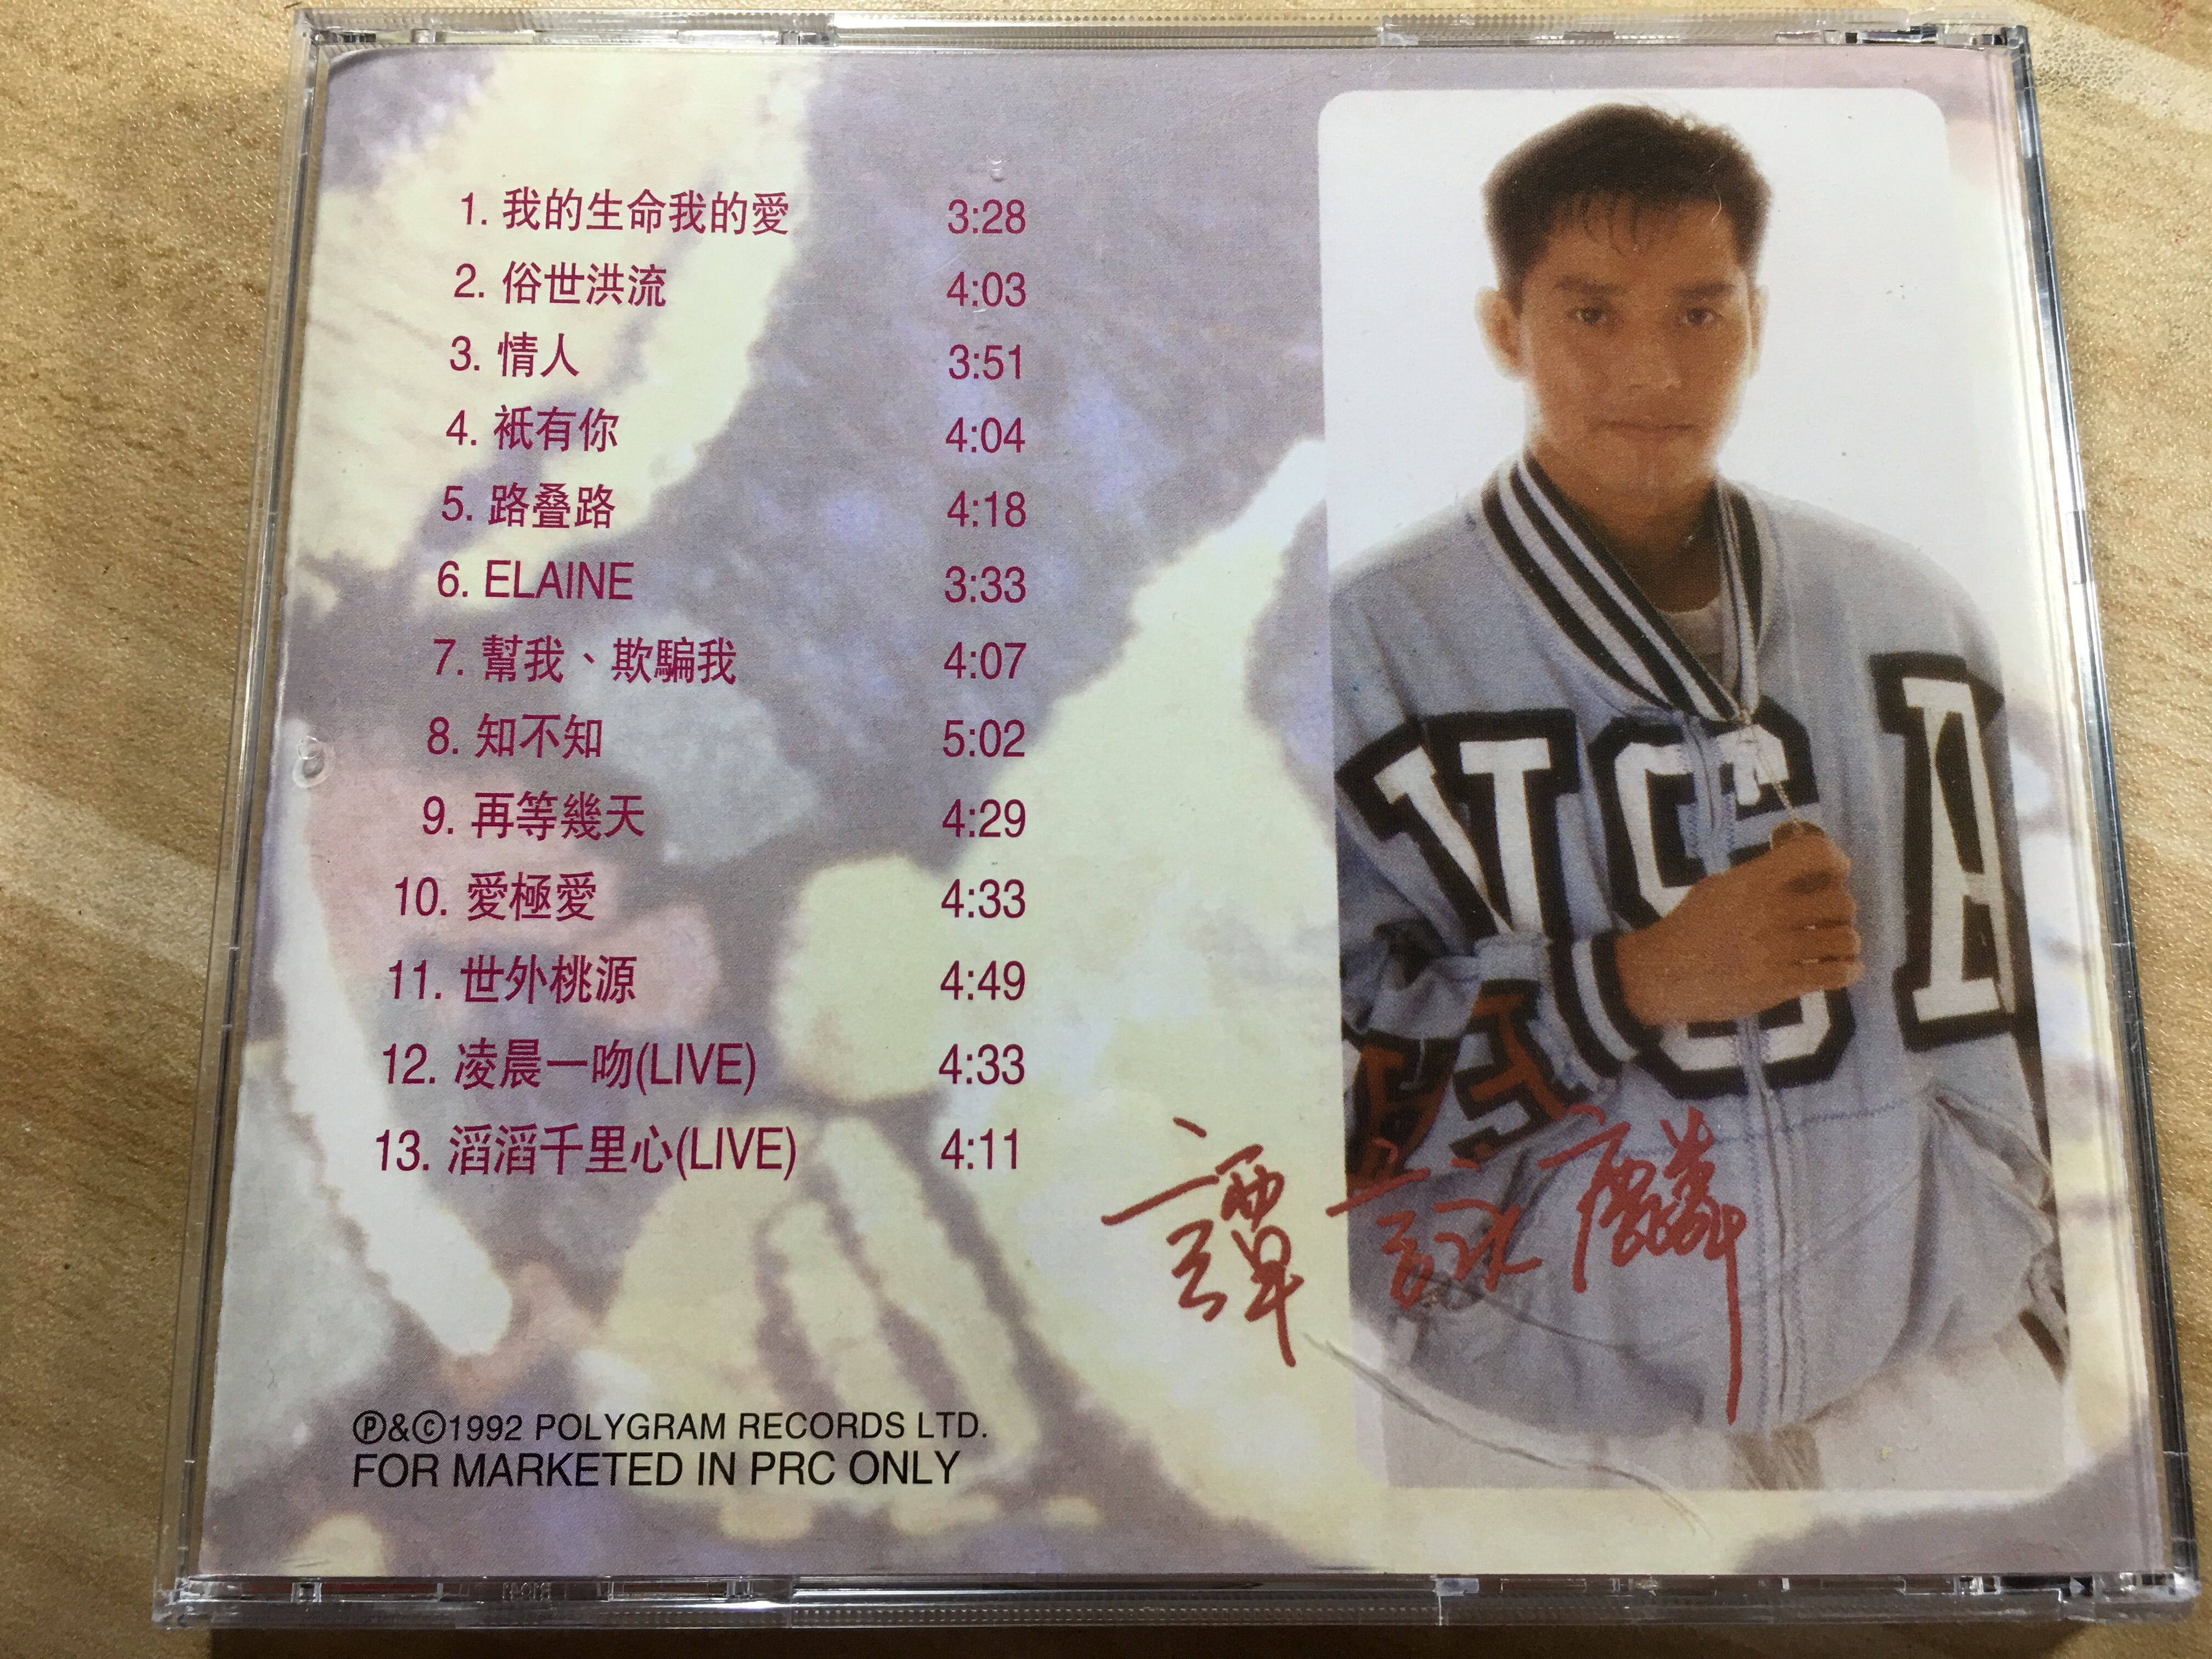 1. 我的生命我的愛 3:28
2. 俗世洪流 4:03
3. 情人 3:51
4. 衹有你 4:04
5. 路叠路 4:18
6. ELAINE 3:33
7. 幫我、欺騙我 4:07
8. 知不知 5:02
9. 再等幾天 4:29
10. 愛極愛 4:33
11. 世外桃源 4:49
12. 凌晨一吻(LIVE) 4:33
13. 滔滔千里心(LIVE) 4:11
VSA
譚詠麟
Ⓟ&©1992 POLYGRAM RECORDS LTD.
FOR MARKETED IN PRC ONLY